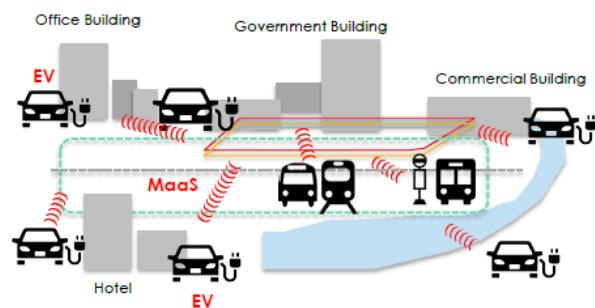 Office Building
Government Building
EV
Commercial Building
MaaS
Hotel
EV